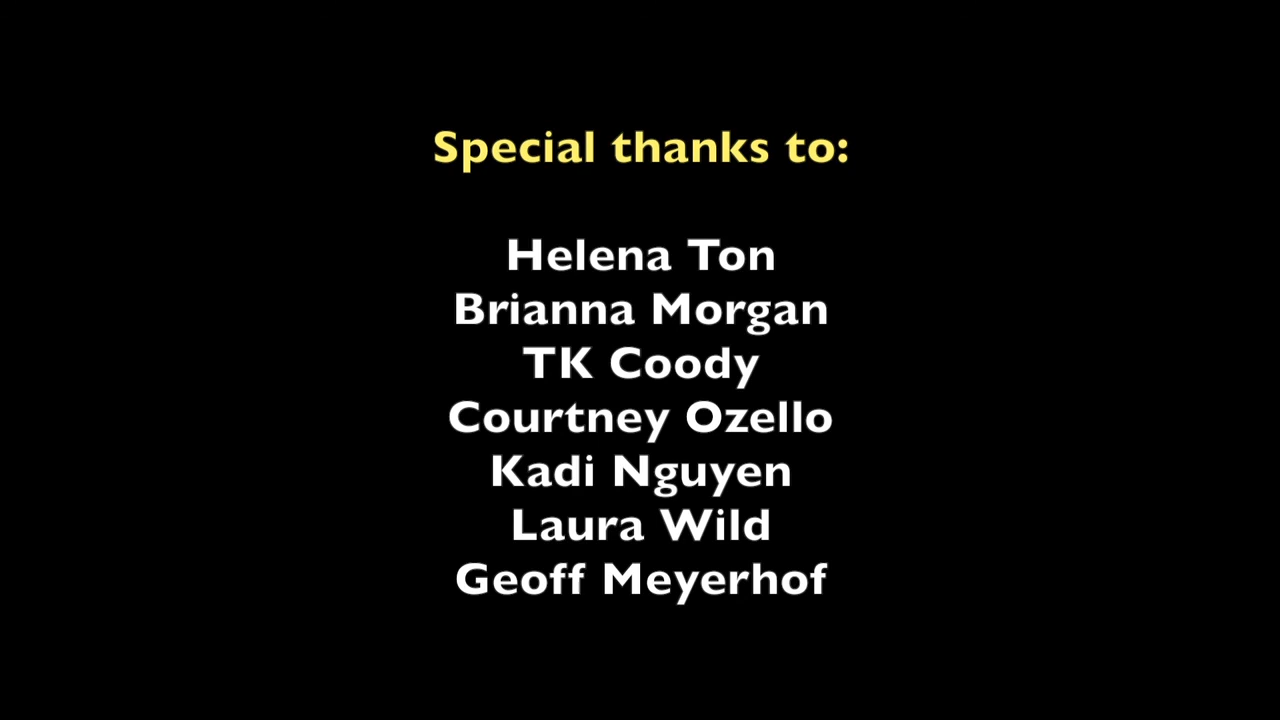 Special thanks to:
Helena Ton
Brianna Morgan
TK Coody
Courtney Ozello
Kadi Nguyen
Laura Wild
Geoff Meyerhof